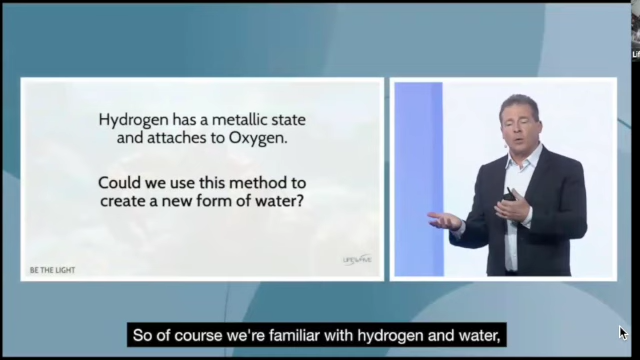 Hydrogen has a metallic state
and attaches to Oxygen.
Could we use this method to
create a new form of water?
BE THE LIGHT
LIFEWAVE
So of course we're familiar with hydrogen and water,